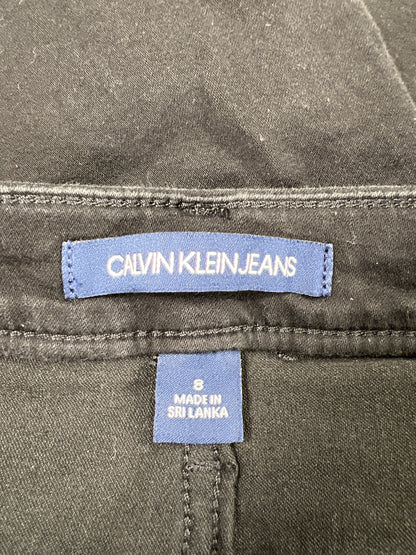 CALVIN KLEIN JEANS
8
MADE IN
SRI LANKA